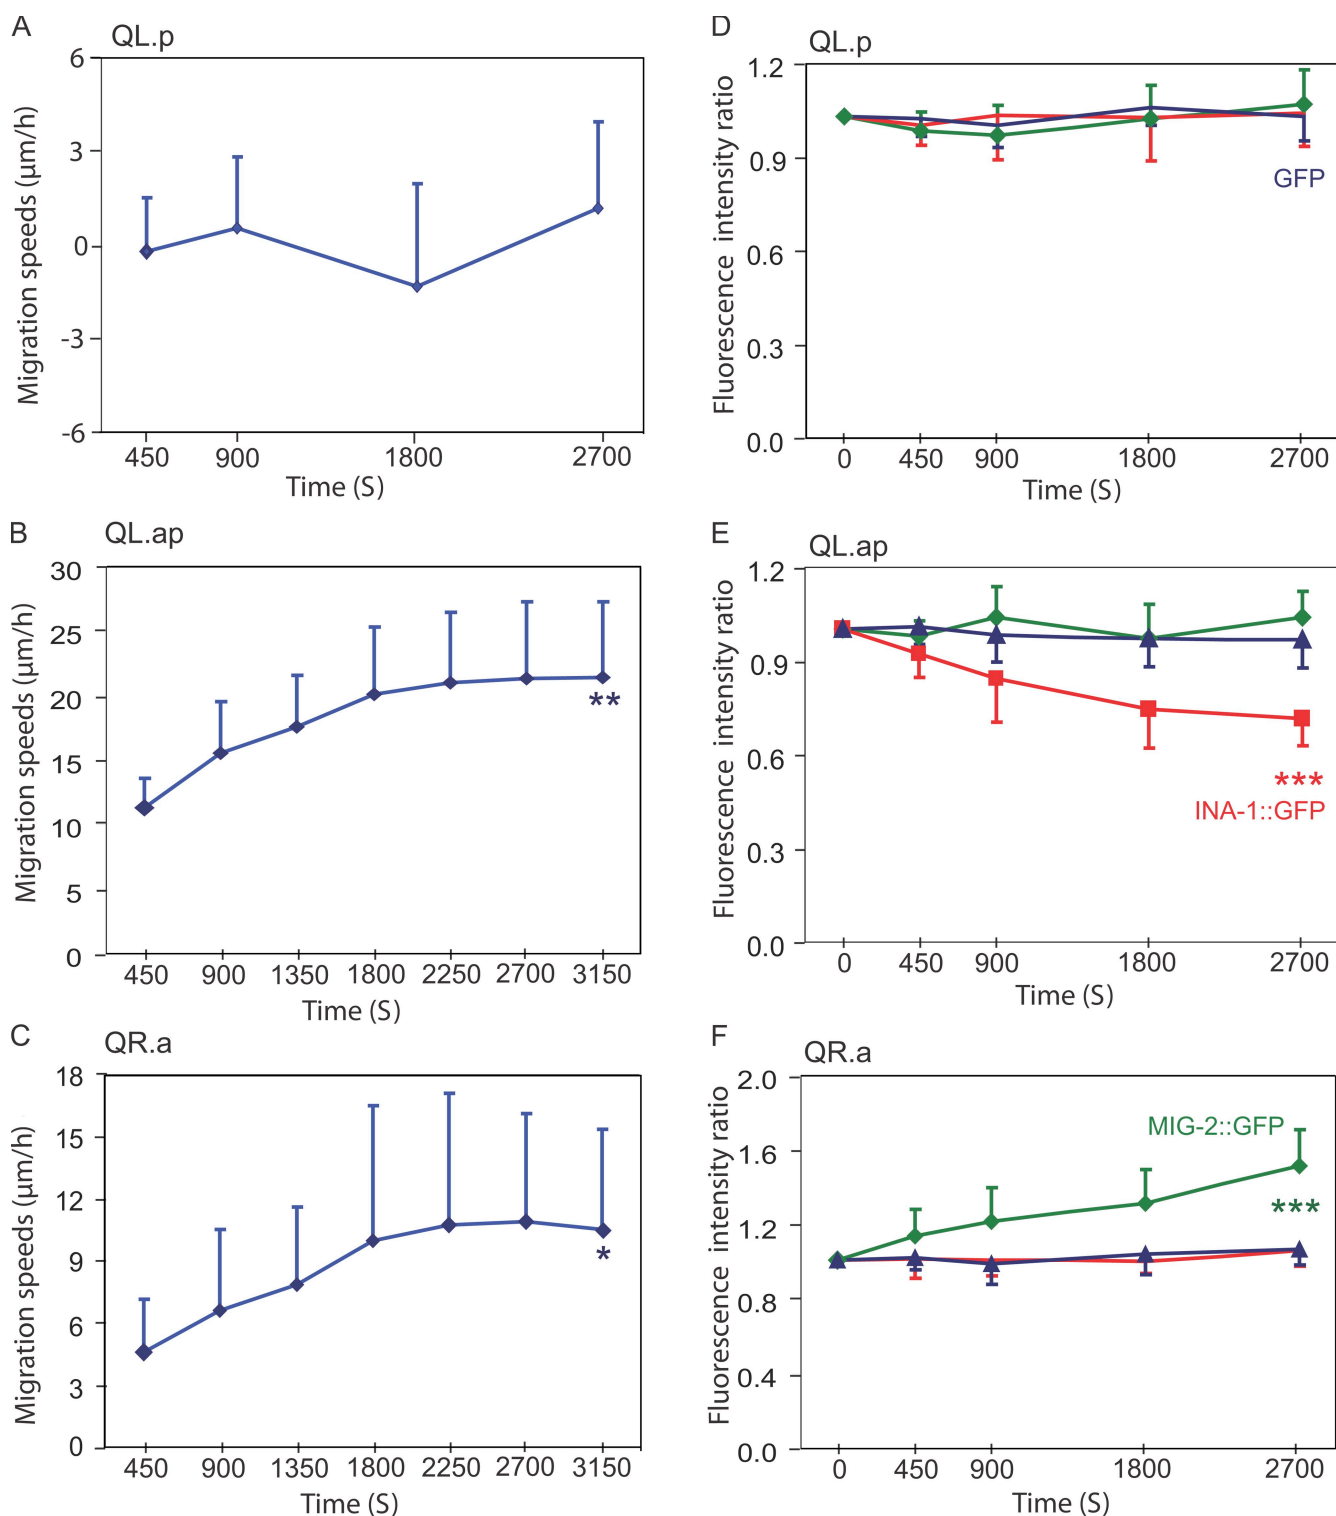 A
QL.p
Migration speeds (µm/h)
6
3
0
-3
-6
450 900 1800 2700
Time (S)
D
QL.p
Fluorescence intensity ratio
1.2
0.9
0.6
0.3
0.0
GFP
0 450 900 1800 2700
Time (S)
B
QL.ap
Migration speeds (µm/h)
30
25
20
15
10
5
0
**
450 900 1350 1800 2250 2700 3150
Time (S)
E
QL.ap
Fluorescence intensity ratio
1.2
0.9
0.6
0.3
0.0
***
INA-1::GFP
0 450 900 1800 2700
Time (S)
C
QR.a
Migration speeds (µm/h)
18
15
12
9
6
3
0
*
450 900 1350 1800 2250 2700 3150
Time (S)
F
QR.a
Fluorescence intensity ratio
2.0
1.6
1.2
0.8
0.4
0.0
MIG-2::GFP
***
0 450 900 1800 2700
Time (S)